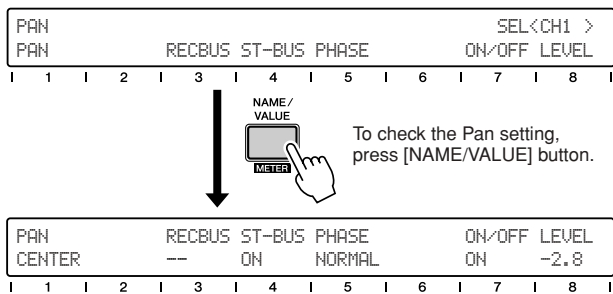 PAN SEL<CH1 >
PAN RECBUS ST-BUS PHASE ON/OFF LEVEL
1 2 3 4 5 6 7 8
NAME/
VALUE
METER
To check the Pan setting,
press [NAME/VALUE] button.
PAN RECBUS ST-BUS PHASE ON/OFF LEVEL
CENTER -- ON NORMAL ON -2.8
1 2 3 4 5 6 7 8